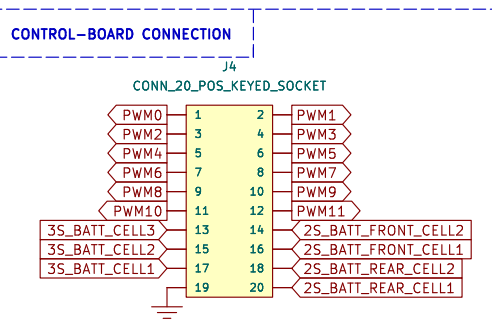 CONTROL-BOARD CONNECTION
J4
CONN_20_POS_KEYED_SOCKET
PWM0 1 2 PWM1
PWM2 3 4 PWM3
PWM4 5 6 PWM5
PWM6 7 8 PWM7
PWM8 9 10 PWM9
PWM10 11 12 PWM11
3S_BATT_CELL3 13 14 2S_BATT_FRONT_CELL2
3S_BATT_CELL2 15 16 2S_BATT_FRONT_CELL1
3S_BATT_CELL1 17 18 2S_BATT_REAR_CELL2
19 20 2S_BATT_REAR_CELL1